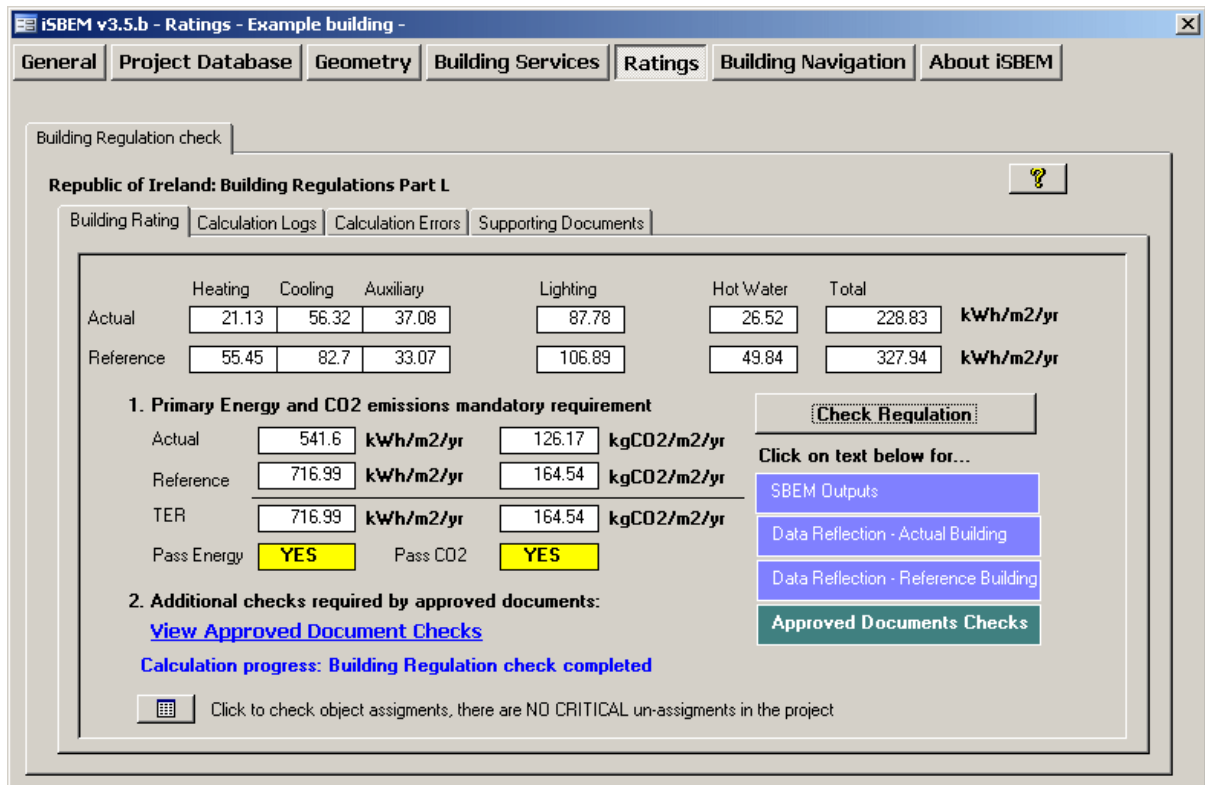 iSBEM v3.5.b - Ratings - Example building -
General Project Database Geometry Building Services Ratings Building Navigation About iSBEM
Building Regulation check
Republic of Ireland: Building Regulations Part L
?
Building Rating Calculation Logs Calculation Errors Supporting Documents
Heating Cooling Auxiliary Lighting Hot Water Total
Actual 21.13 56.32 37.08 87.78 26.52 228.83 kWh/m2/yr
Reference 55.45 82.7 33.07 106.89 49.84 327.94 kWh/m2/yr
1. Primary Energy and CO2 emissions mandatory requirement
Check Regulation
Actual 541.6 kWh/m2/yr 126.17 kgCO2/m2/yr
Click on text below for...
Reference 716.99 kWh/m2/yr 164.54 kgCO2/m2/yr
SBEM Outputs
TER 716.99 kWh/m2/yr 164.54 kgCO2/m2/yr
Data Reflection - Actual Building
Pass Energy YES Pass CO2 YES
Data Reflection - Reference Building
2. Additional checks required by approved documents:
Approved Documents Checks
View Approved Document Checks
Calculation progress: Building Regulation check completed
Click to check object assigments, there are NO CRITICAL un-assigments in the project